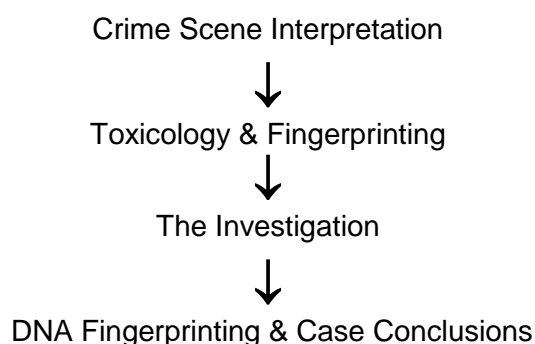 Crime Scene Interpretation
Toxicology & Fingerprinting
The Investigation
DNA Fingerprinting & Case Conclusions